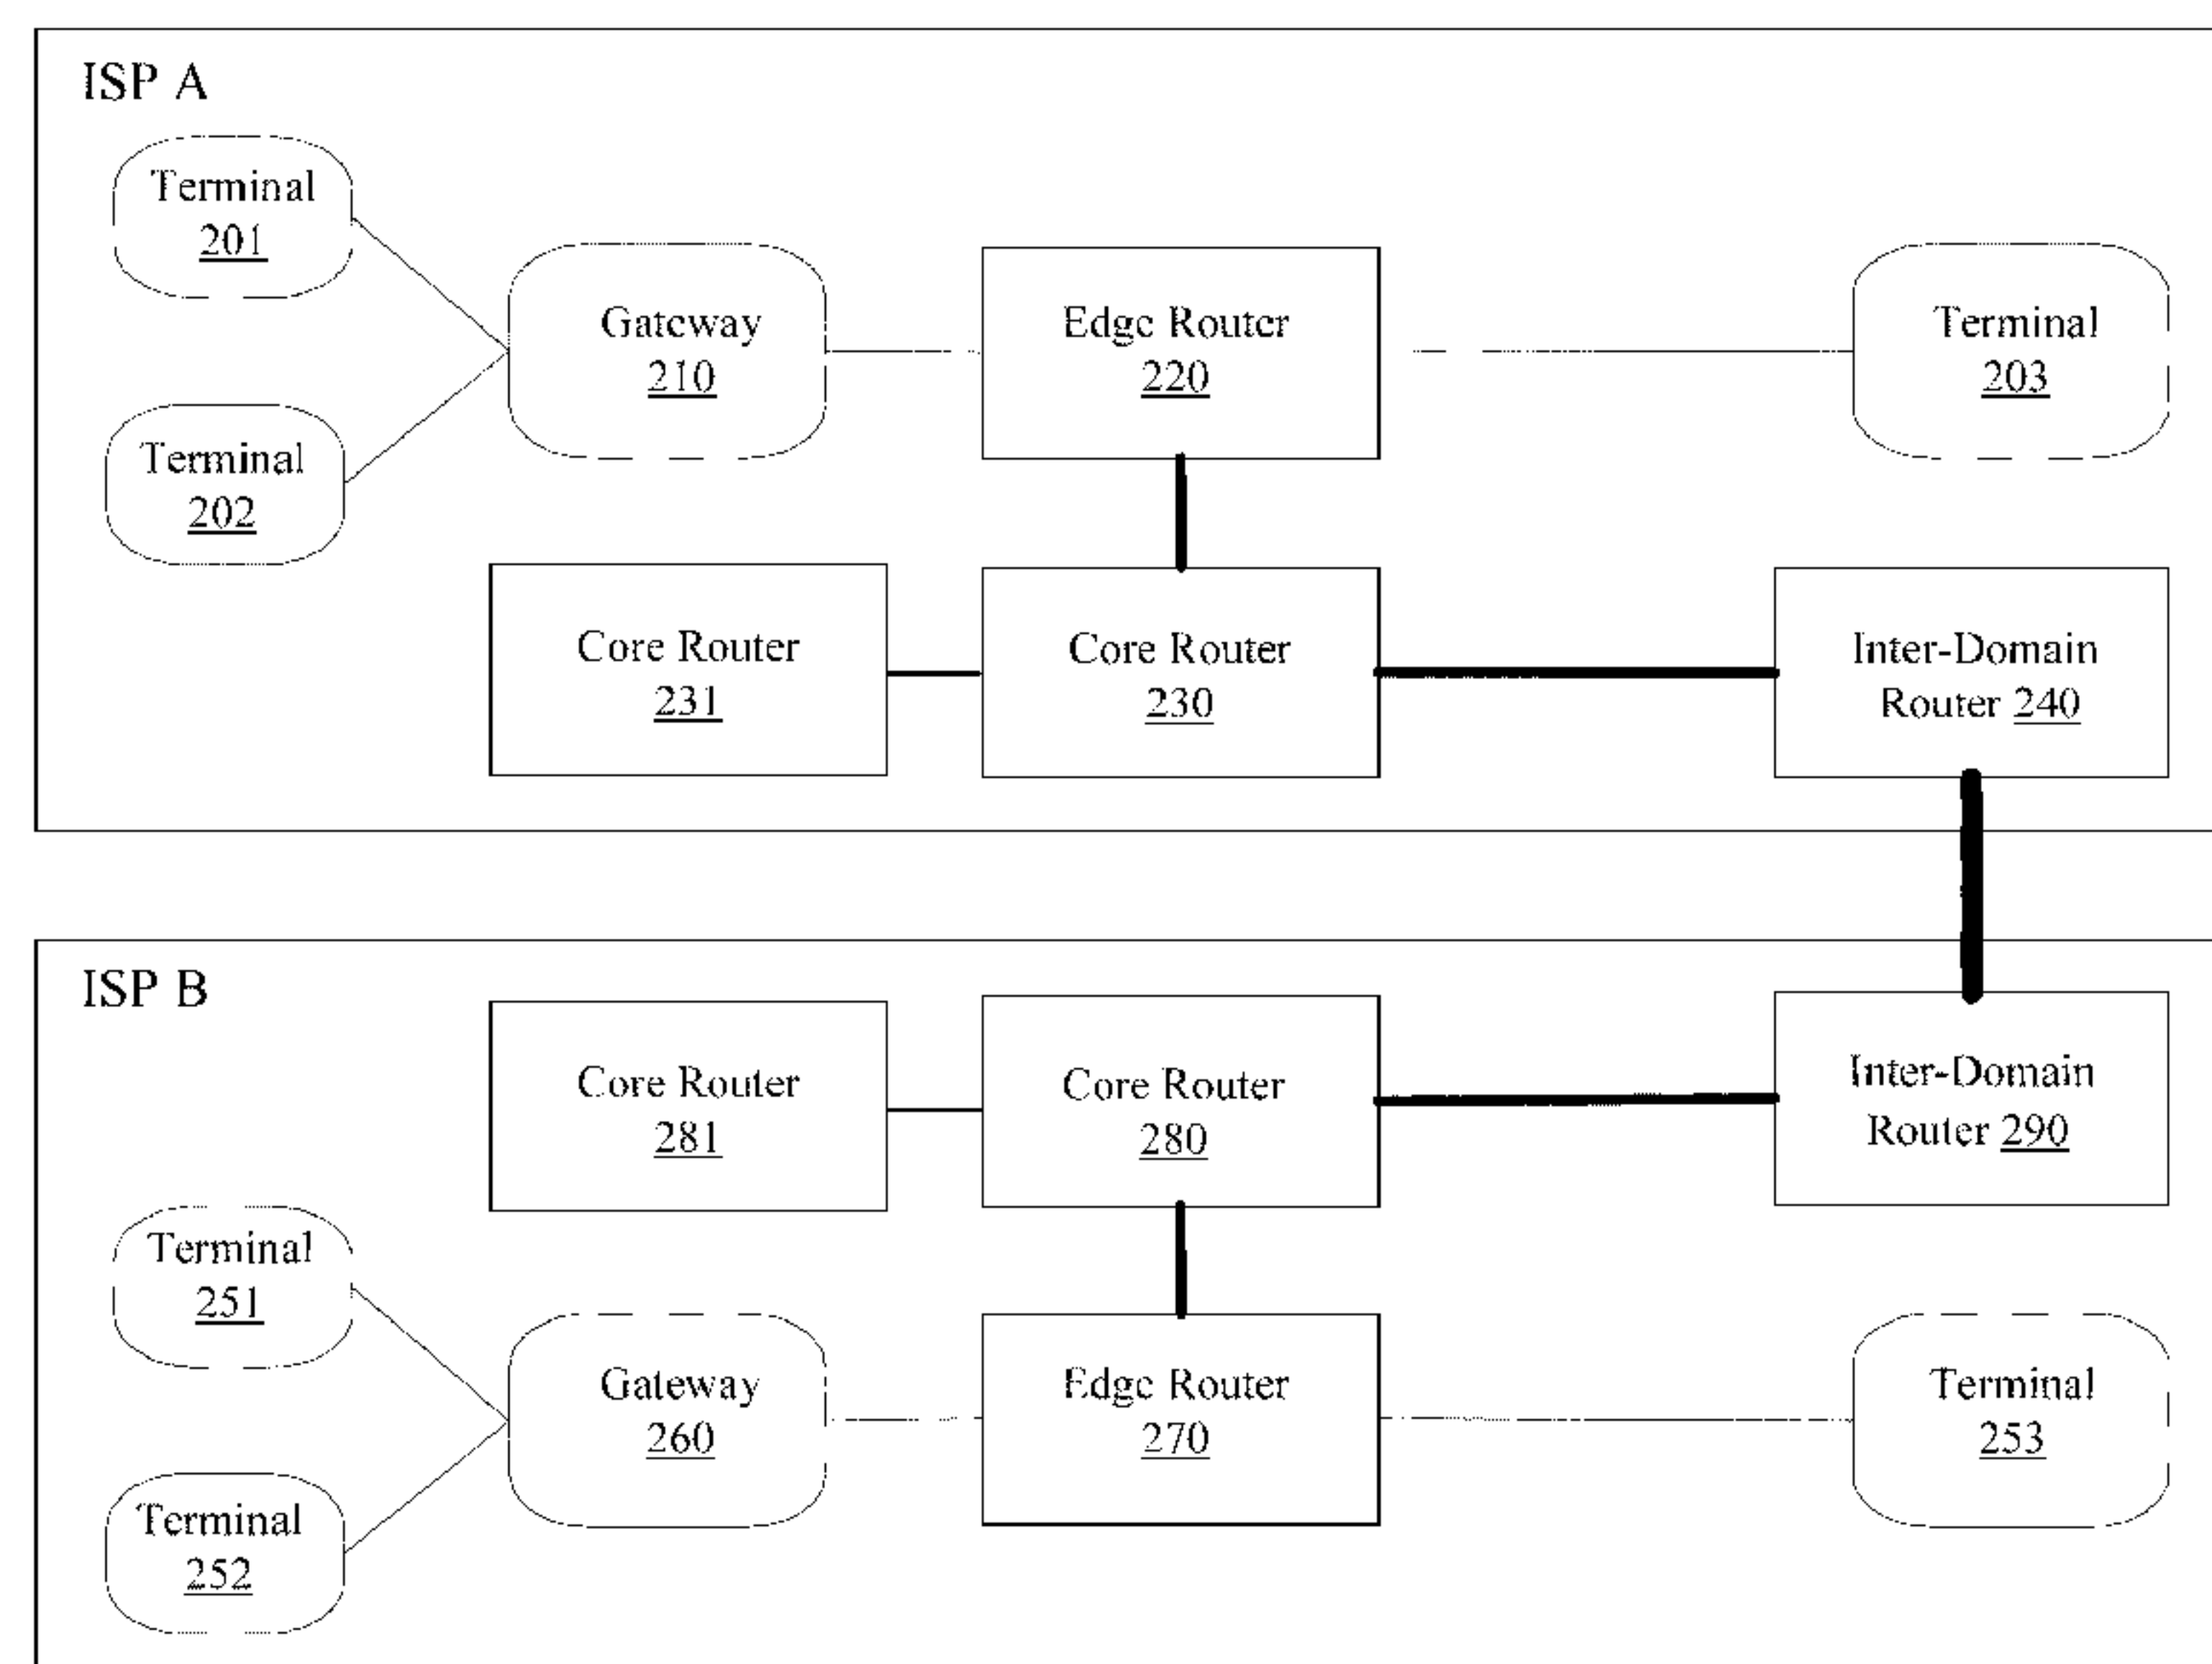 ISP A
Terminal
201
Gateway
210
Edge Router
220
Terminal
203
Terminal
202
Core Router
231
Core Router
230
Inter-Domain
Router 240
ISP B
Core Router
281
Core Router
280
Inter-Domain
Router 290
Terminal
251
Gateway
260
Edge Router
270
Terminal
253
Terminal
252